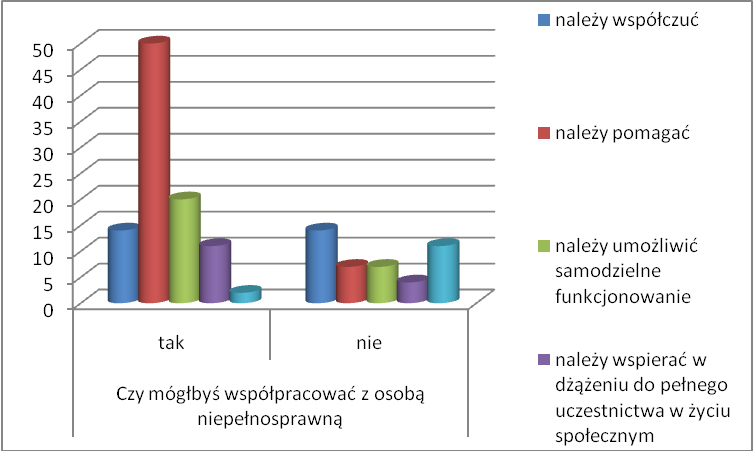 50
45
40
35
30
25
20
15
10
5
0
tak
nie
Czy mógłbyś współpracować z osobą
niepełnosprawną
należy współczuć
należy pomagać
należy umożliwić
samodzielne
funkcjonowanie
należy wspierać w
dżążeniu do pełnego
uczestnictwa w życiu
społecznym